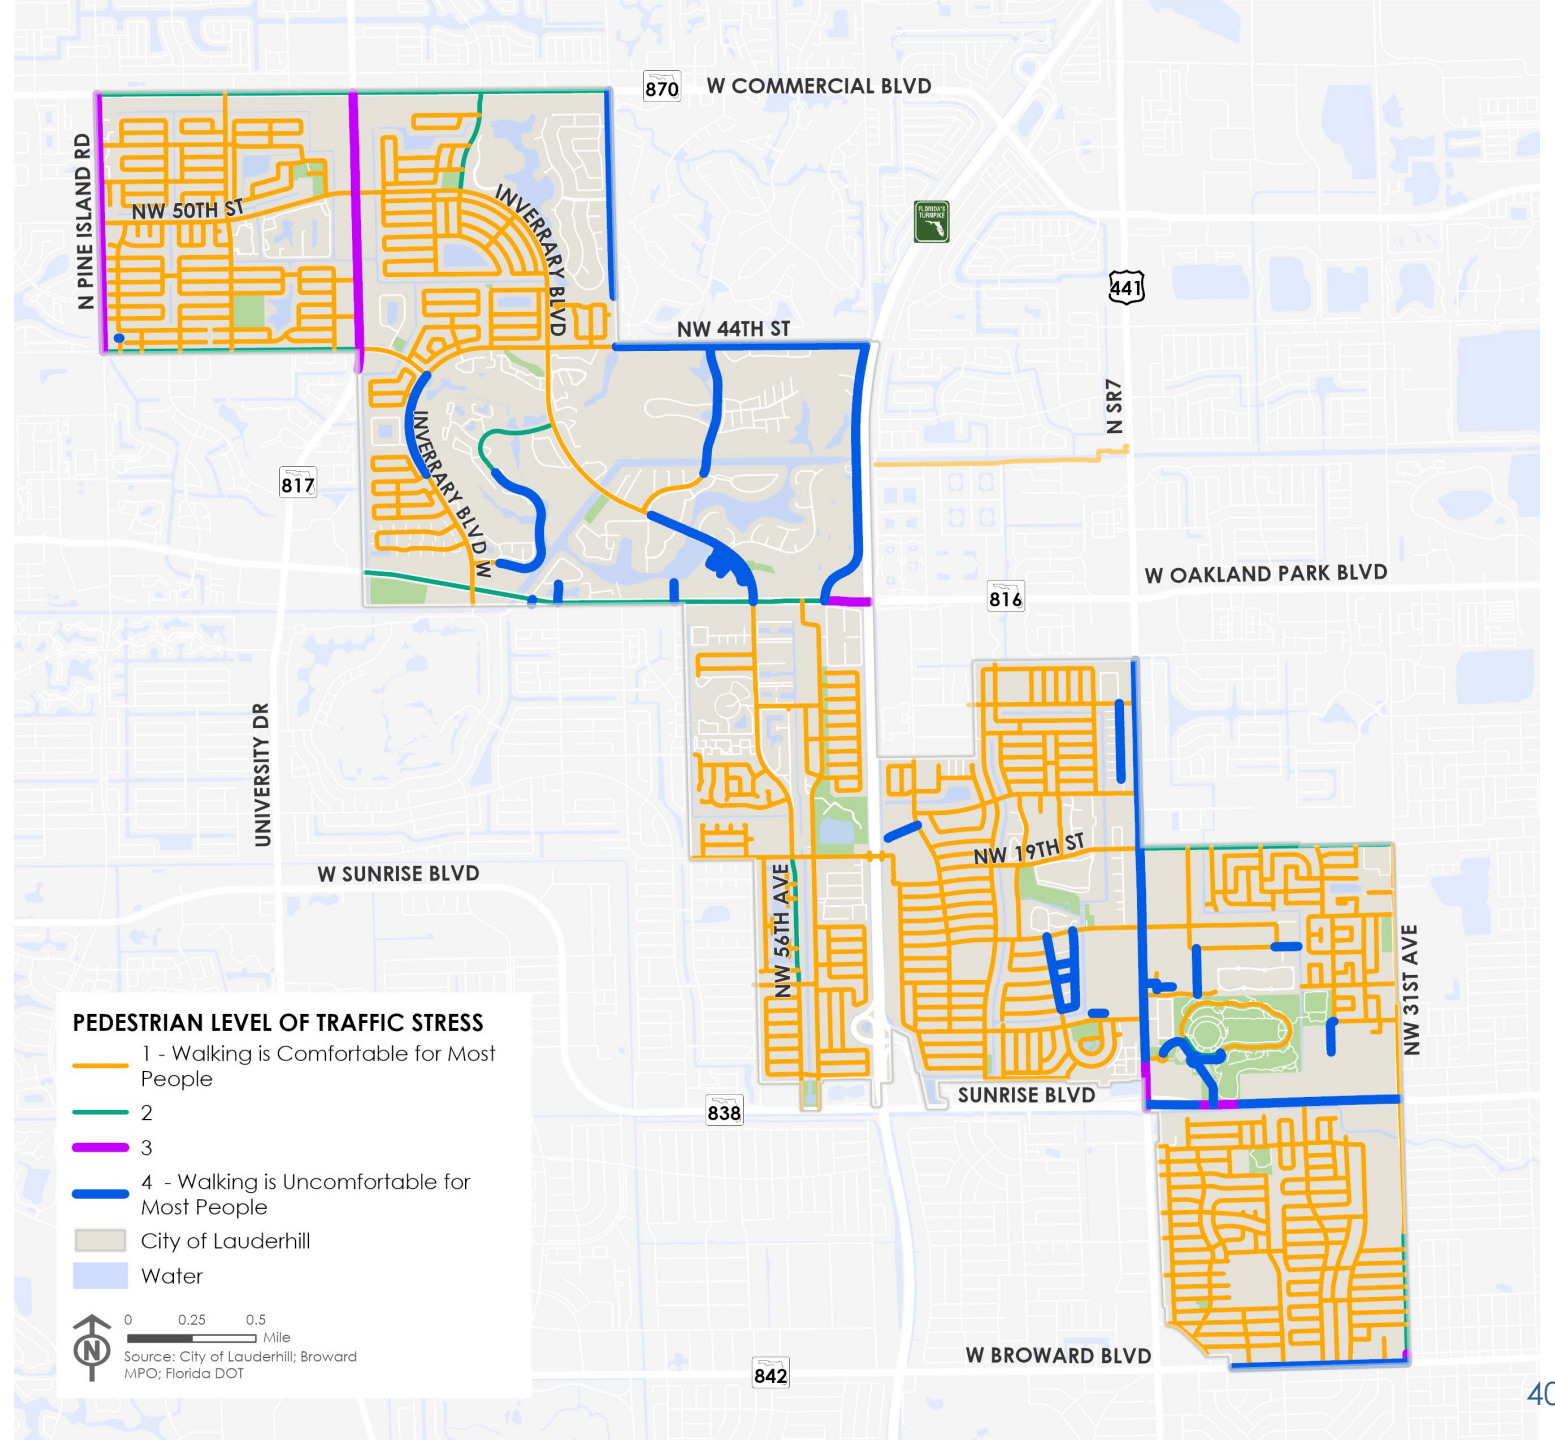 870
W COMMERCIAL BLVD
N PINE ISLAND RD
NW 50TH ST
INVERRARY BLVD
FLORIDA'S
TURNPIKE
441
NW 44TH ST
N SR7
INVERRARY BLVD W
817
W OAKLAND PARK BLVD
816
UNIVERSITY DR
NW 19TH ST
W SUNRISE BLVD
NW 56TH AVE
NW 31ST AVE
SUNRISE BLVD
838
W BROWARD BLVD
842
PEDESTRIAN LEVEL OF TRAFFIC STRESS
1 - Walking is Comfortable for Most
People
2
3
4 - Walking is Uncomfortable for
Most People
City of Lauderhill
Water
0 0.25 0.5
Mile
N
Source: City of Lauderhill; Broward
MPO; Florida DOT
40